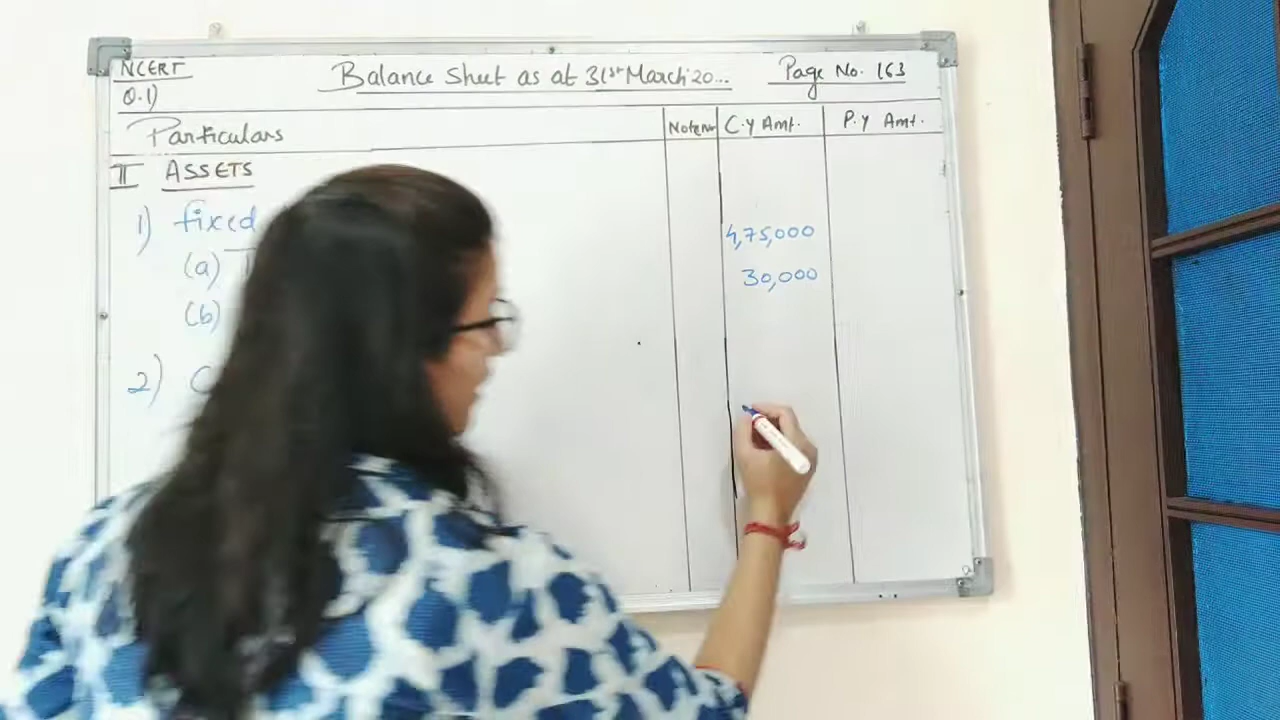 NCERT Balance Sheet as at 31st March'20... Page No. 163
Q.1)
Particulars Note No C.y Amt. P.y Amt.
II ASSETS
1) fixed 4,75,000
(a) 30,000
(b)
2)